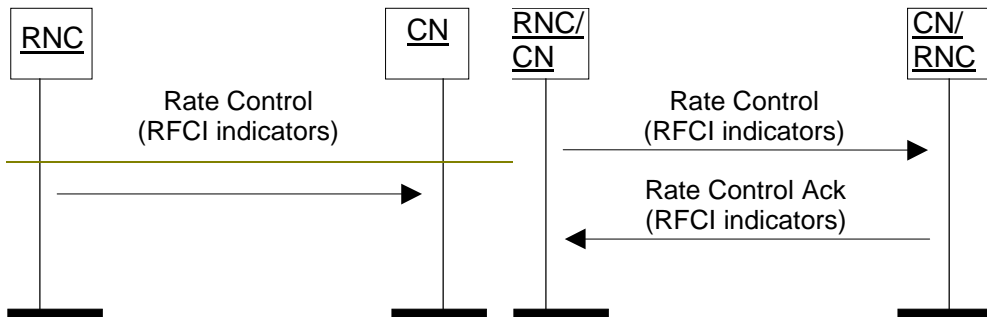 RNC
CN
Rate Control
(RFCI indicators)
RNC/
CN
CN/
RNC
Rate Control
(RFCI indicators)
Rate Control Ack
(RFCI indicators)